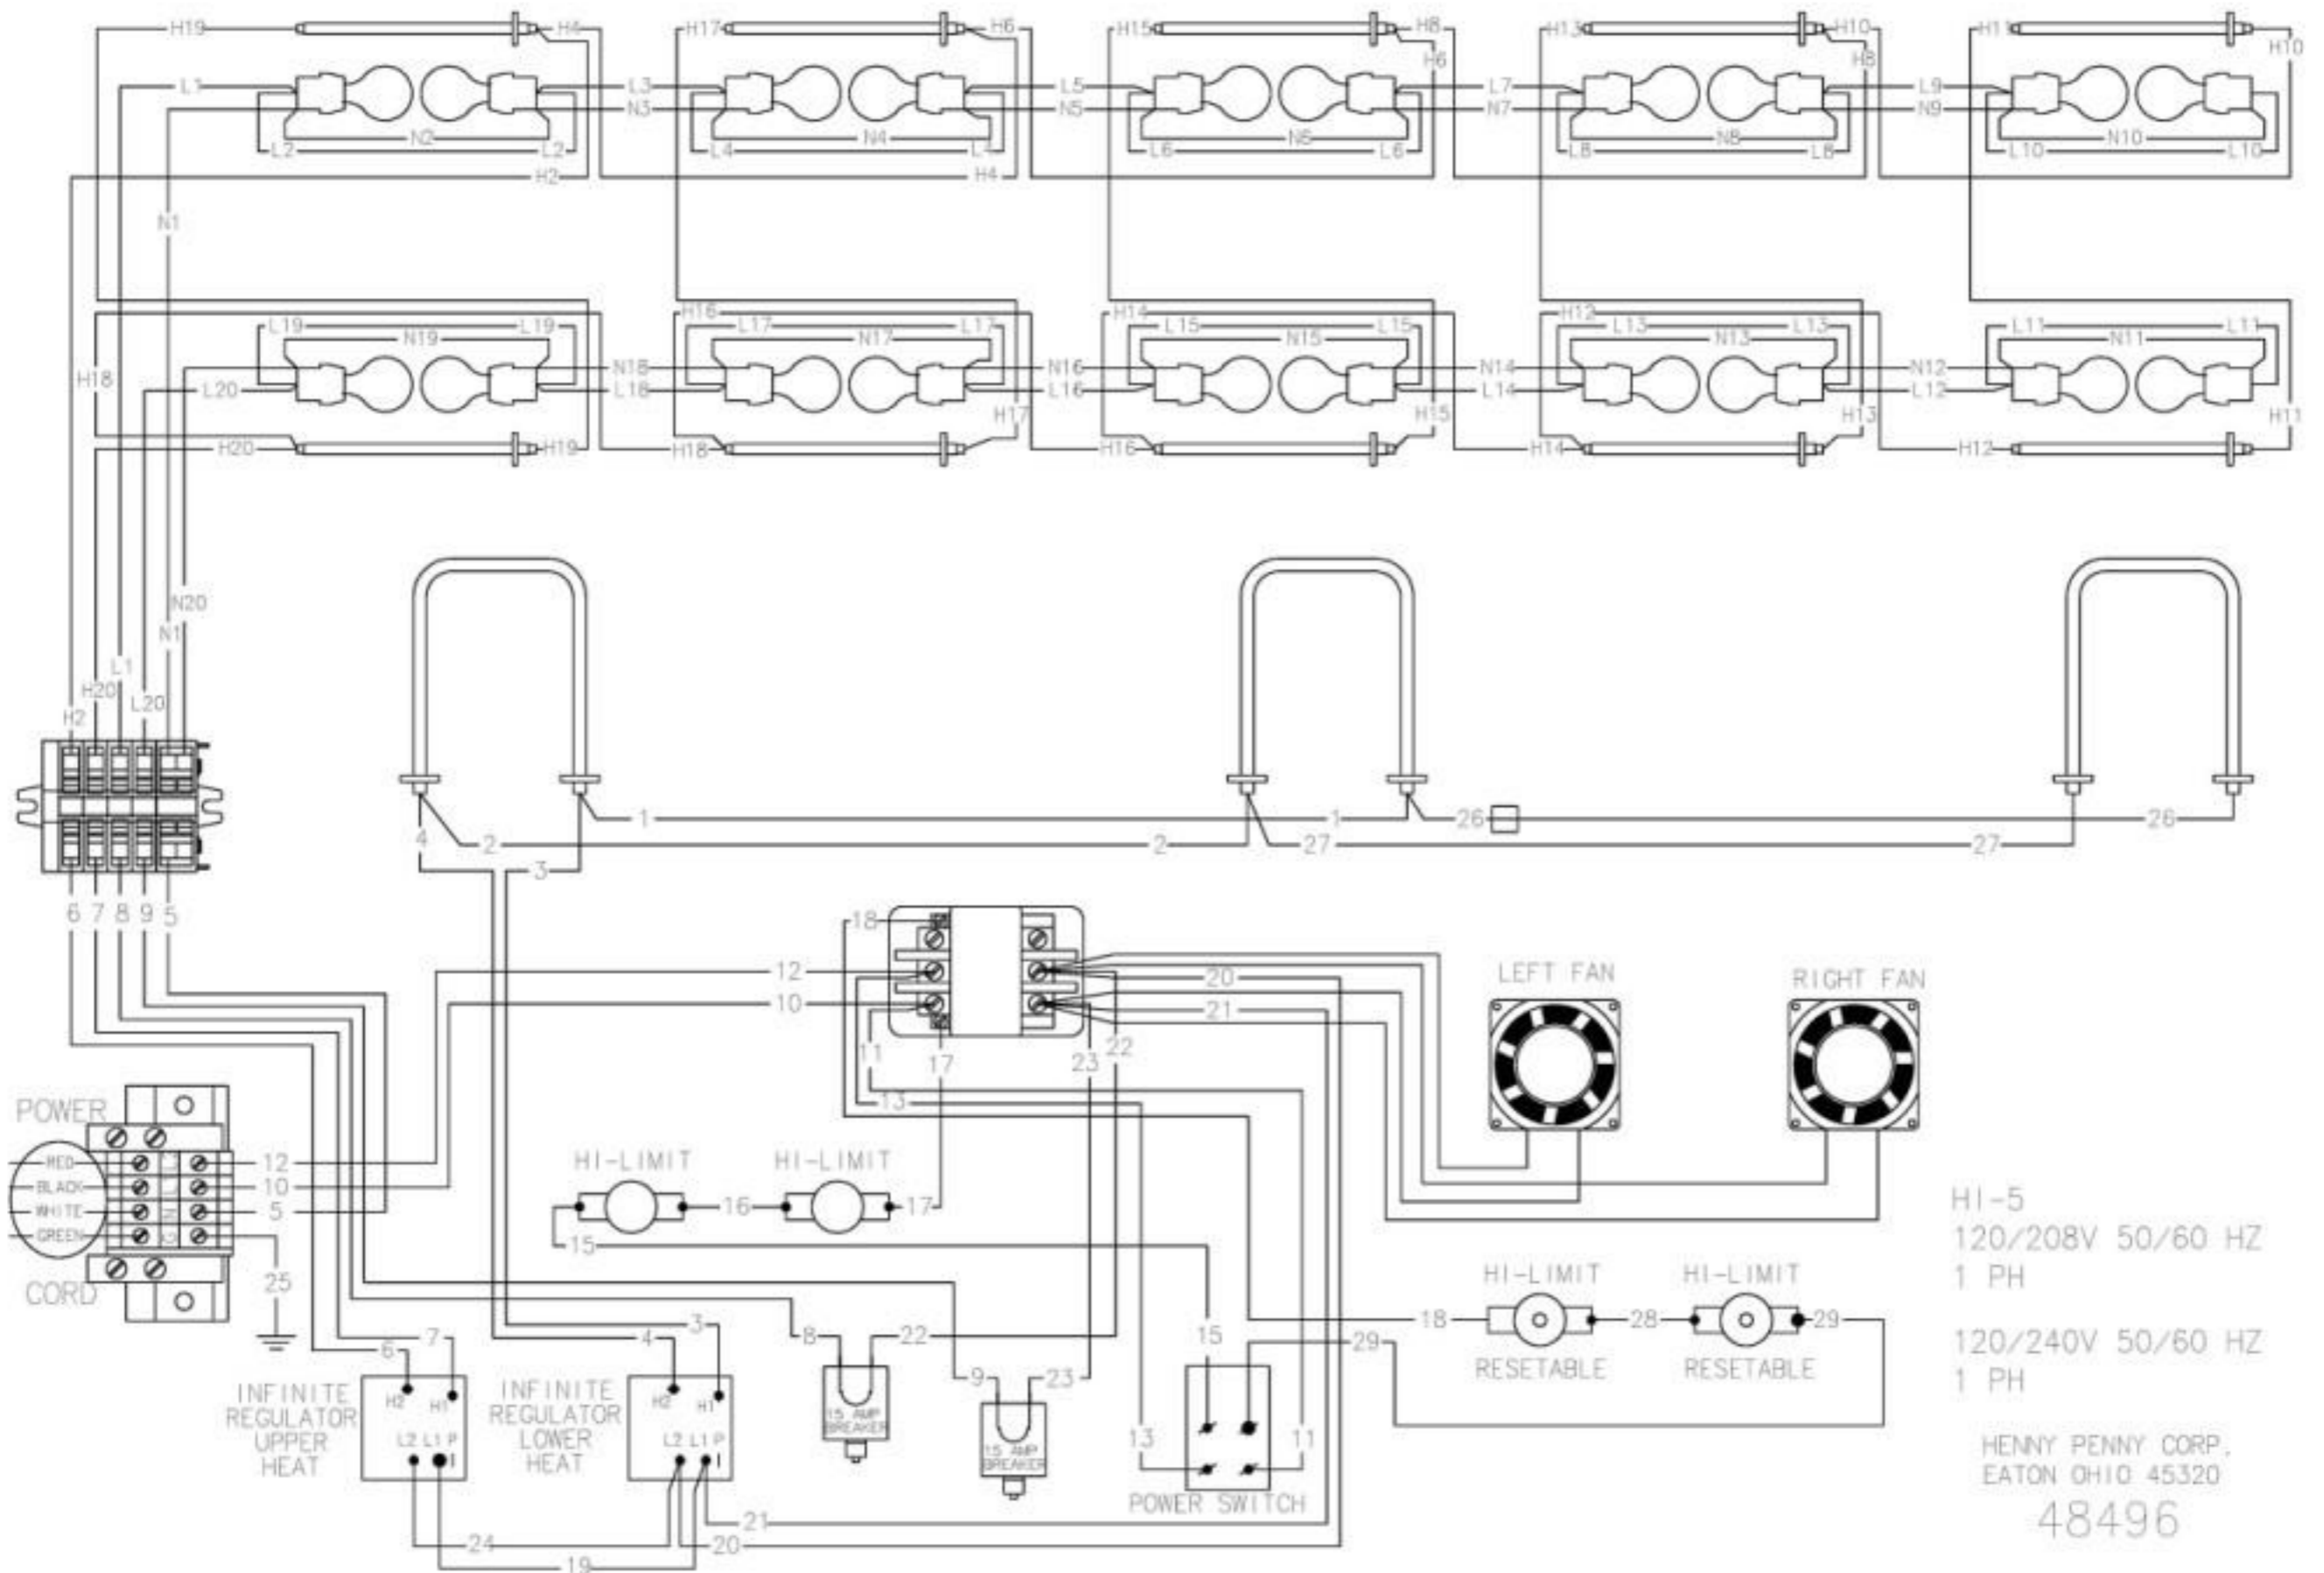 H19 H4 H17 H6 H15 H8 H13 H10 H11 H10
H6 H8
L1 L3 L5 L7 L9
N3 N5 N7 N9
N2 N4 N6 N8 N10
L2 L2 L4 L4 L6 L6 L8 L8 L10 L10
H2 H4
N1
H16 H14 H12
L19 L19 L17 L17 L15 L15 L13 L13 L11 L11
N19 N17 N15 N13 N11
H18 N18 N16 N14 N12
L20 L18 L16 L14 L12
H17 H15 H13 H11
H20 H19 H18 H16 H14 H12
N20
N1
L1
H20
L20
H2
1 1 26 26
4 2 2 27 27
3
6 7 8 9 5
18
12 20
10 21
11 17 23 22
13
LEFT FAN
RIGHT FAN
POWER
RED 12
BLACK L 10
WHITE N 5
GREEN G
CORD
25
HI-LIMIT HI-LIMIT
16 17
15
HI-5
120/208V 50/60 HZ
1 PH
120/240V 50/60 HZ
1 PH
HI-LIMIT HI-LIMIT
18 28 29
RESETABLE RESETABLE
15 29
6 7 4 3 8 22
9 23
INFINITE
REGULATOR
UPPER
HEAT
H2 H1
L2 L1 P
INFINITE
REGULATOR
LOWER
HEAT
H2 H1
L2 L1 P
15 AMP
BREAKER
15 AMP
BREAKER
13 11
POWER SWITCH
21
24 20
19
HENNY PENNY CORP.
EATON OHIO 45320
48496